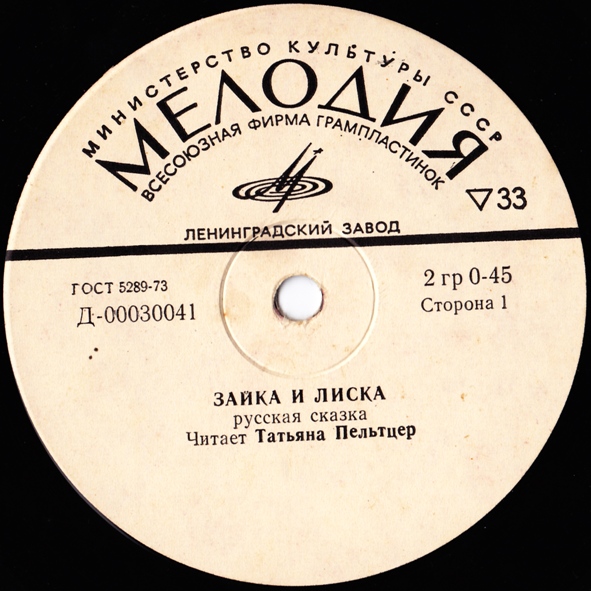 МИНИСТЕРСТВО КУЛЬТУРЫ СССР
МЕЛОДИЯ
ВСЕСОЮЗНАЯ ФИРМА ГРАМПЛАСТИНОК
33
ЛЕНИНГРАДСКИЙ ЗАВОД
ГОСТ 5289-73
Д-00030041
2 гр 0-45
Сторона 1
ЗАЙКА И ЛИСКА
русская сказка
Читает Татьяна Пельтцер